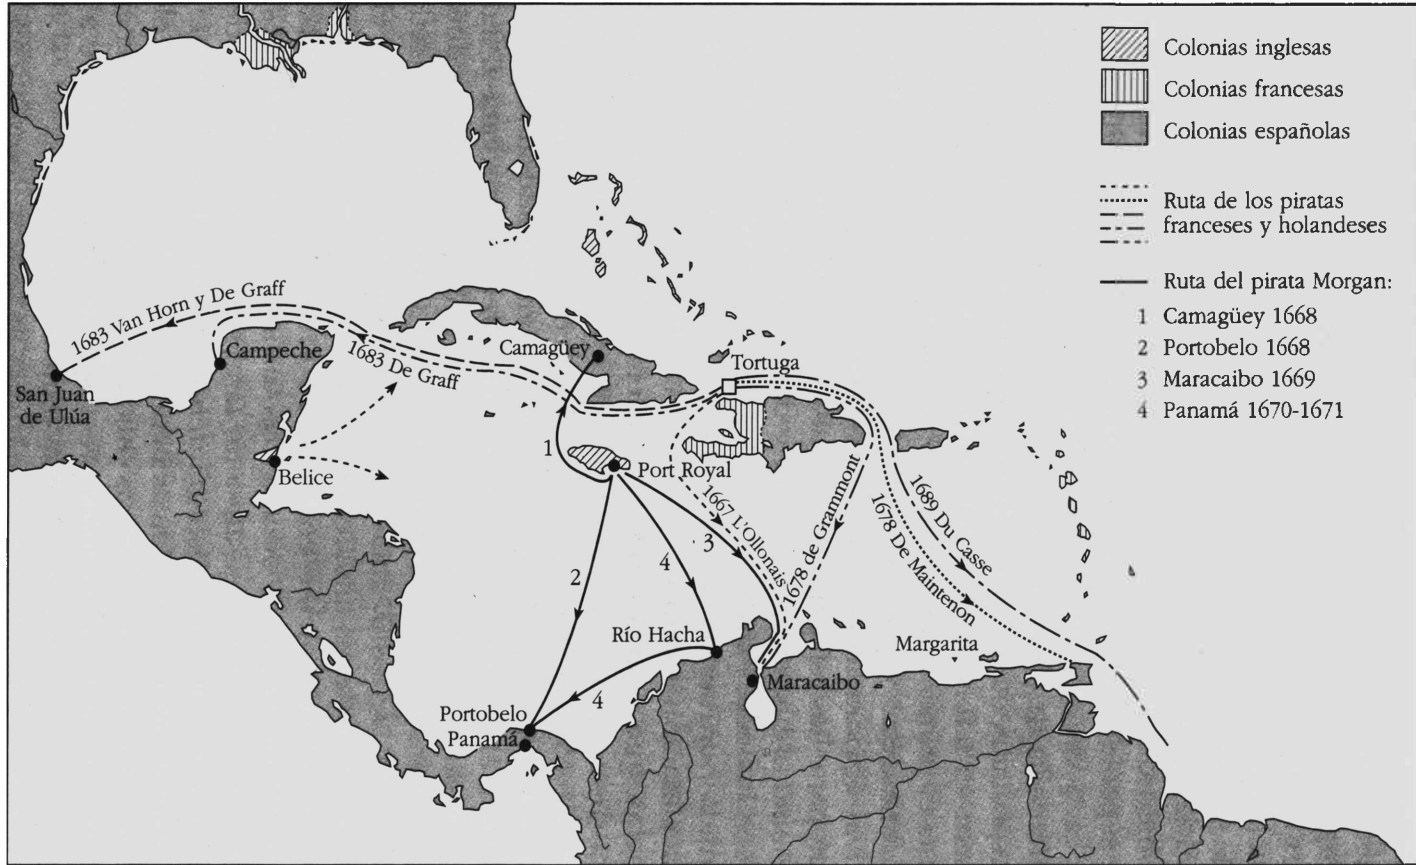 Colonias inglesas
Colonias francesas
Colonias españolas
Ruta de los piratas
franceses y holandeses
Ruta del pirata Morgan:
1 Camagüey 1668
2 Portobelo 1668
3 Maracaibo 1669
4 Panamá 1670-1671
1683 Van Horn y De Graff
Campeche
1683 De Graff
Camagüey
Tortuga
San Juan
de Ulúa
1
Belice
Port Royal
1667 L'Ollonais
1678 de Grammont
1678 De Maintenon
1689 Du Casse
2
4
3
Río Hacha
Margarita
4
Maracaibo
Portobelo
Panamá